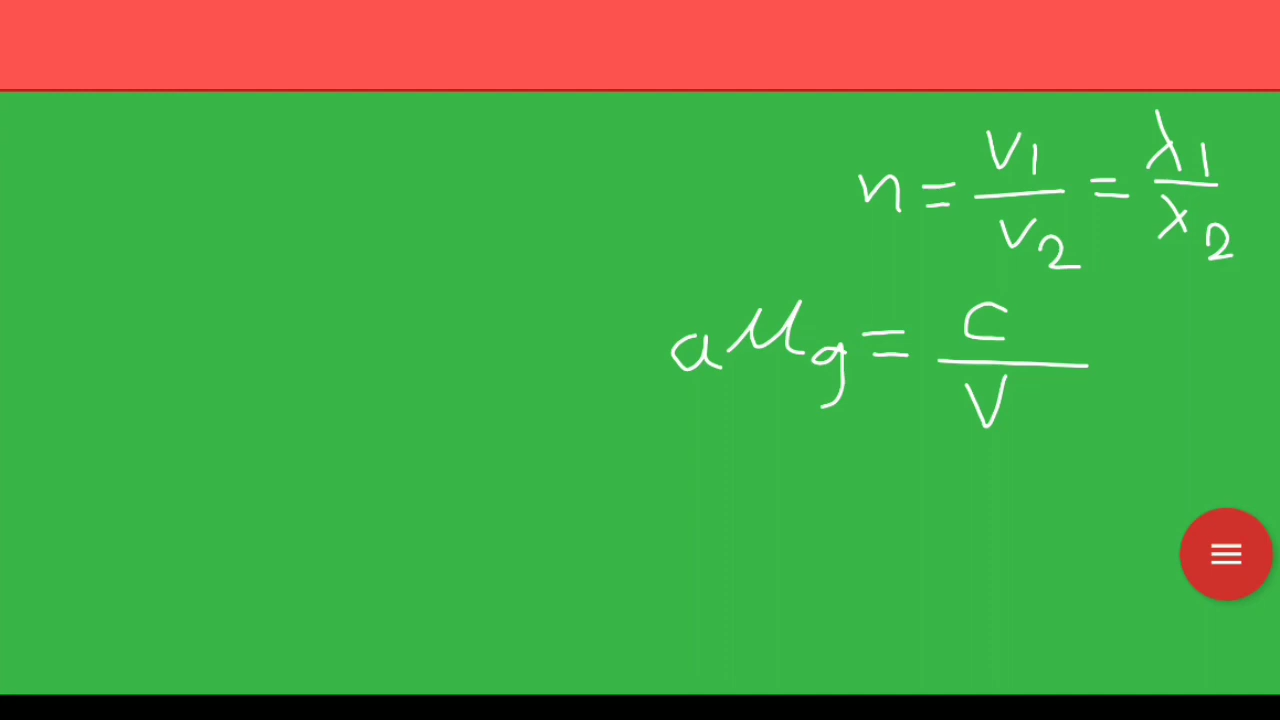 n = v1/v2 = λ1/λ2
aμg = c/v